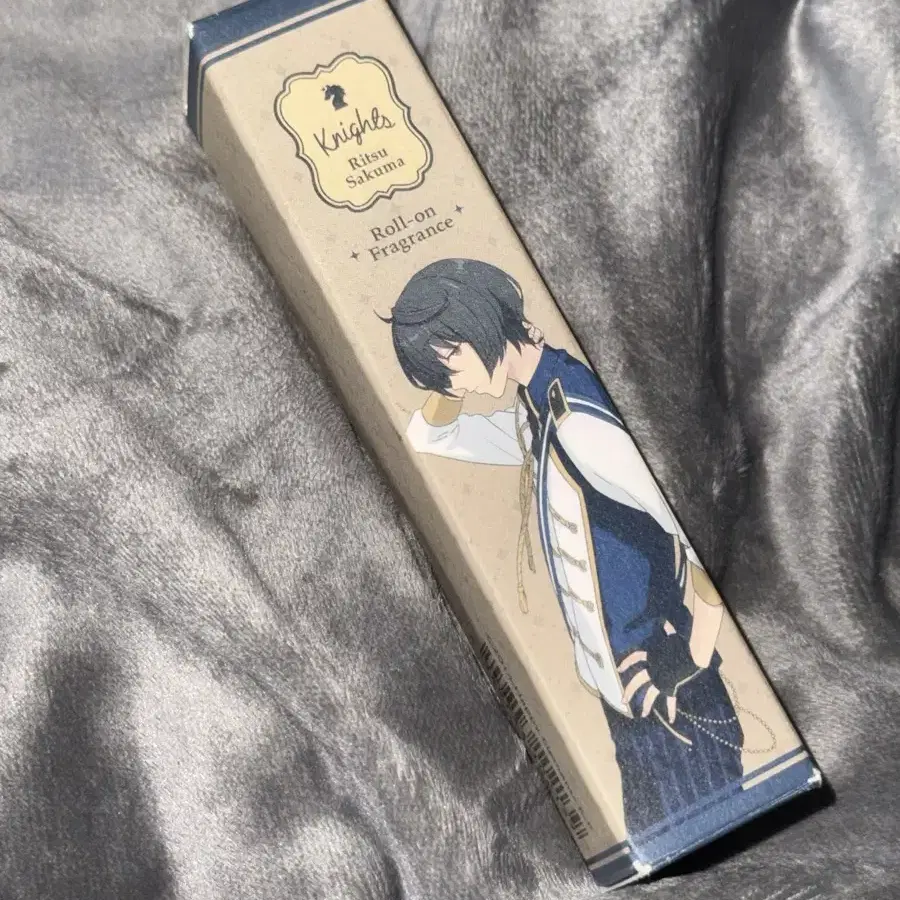 Knights
Ritsu
Sakuma
Roll-on
Fragrance